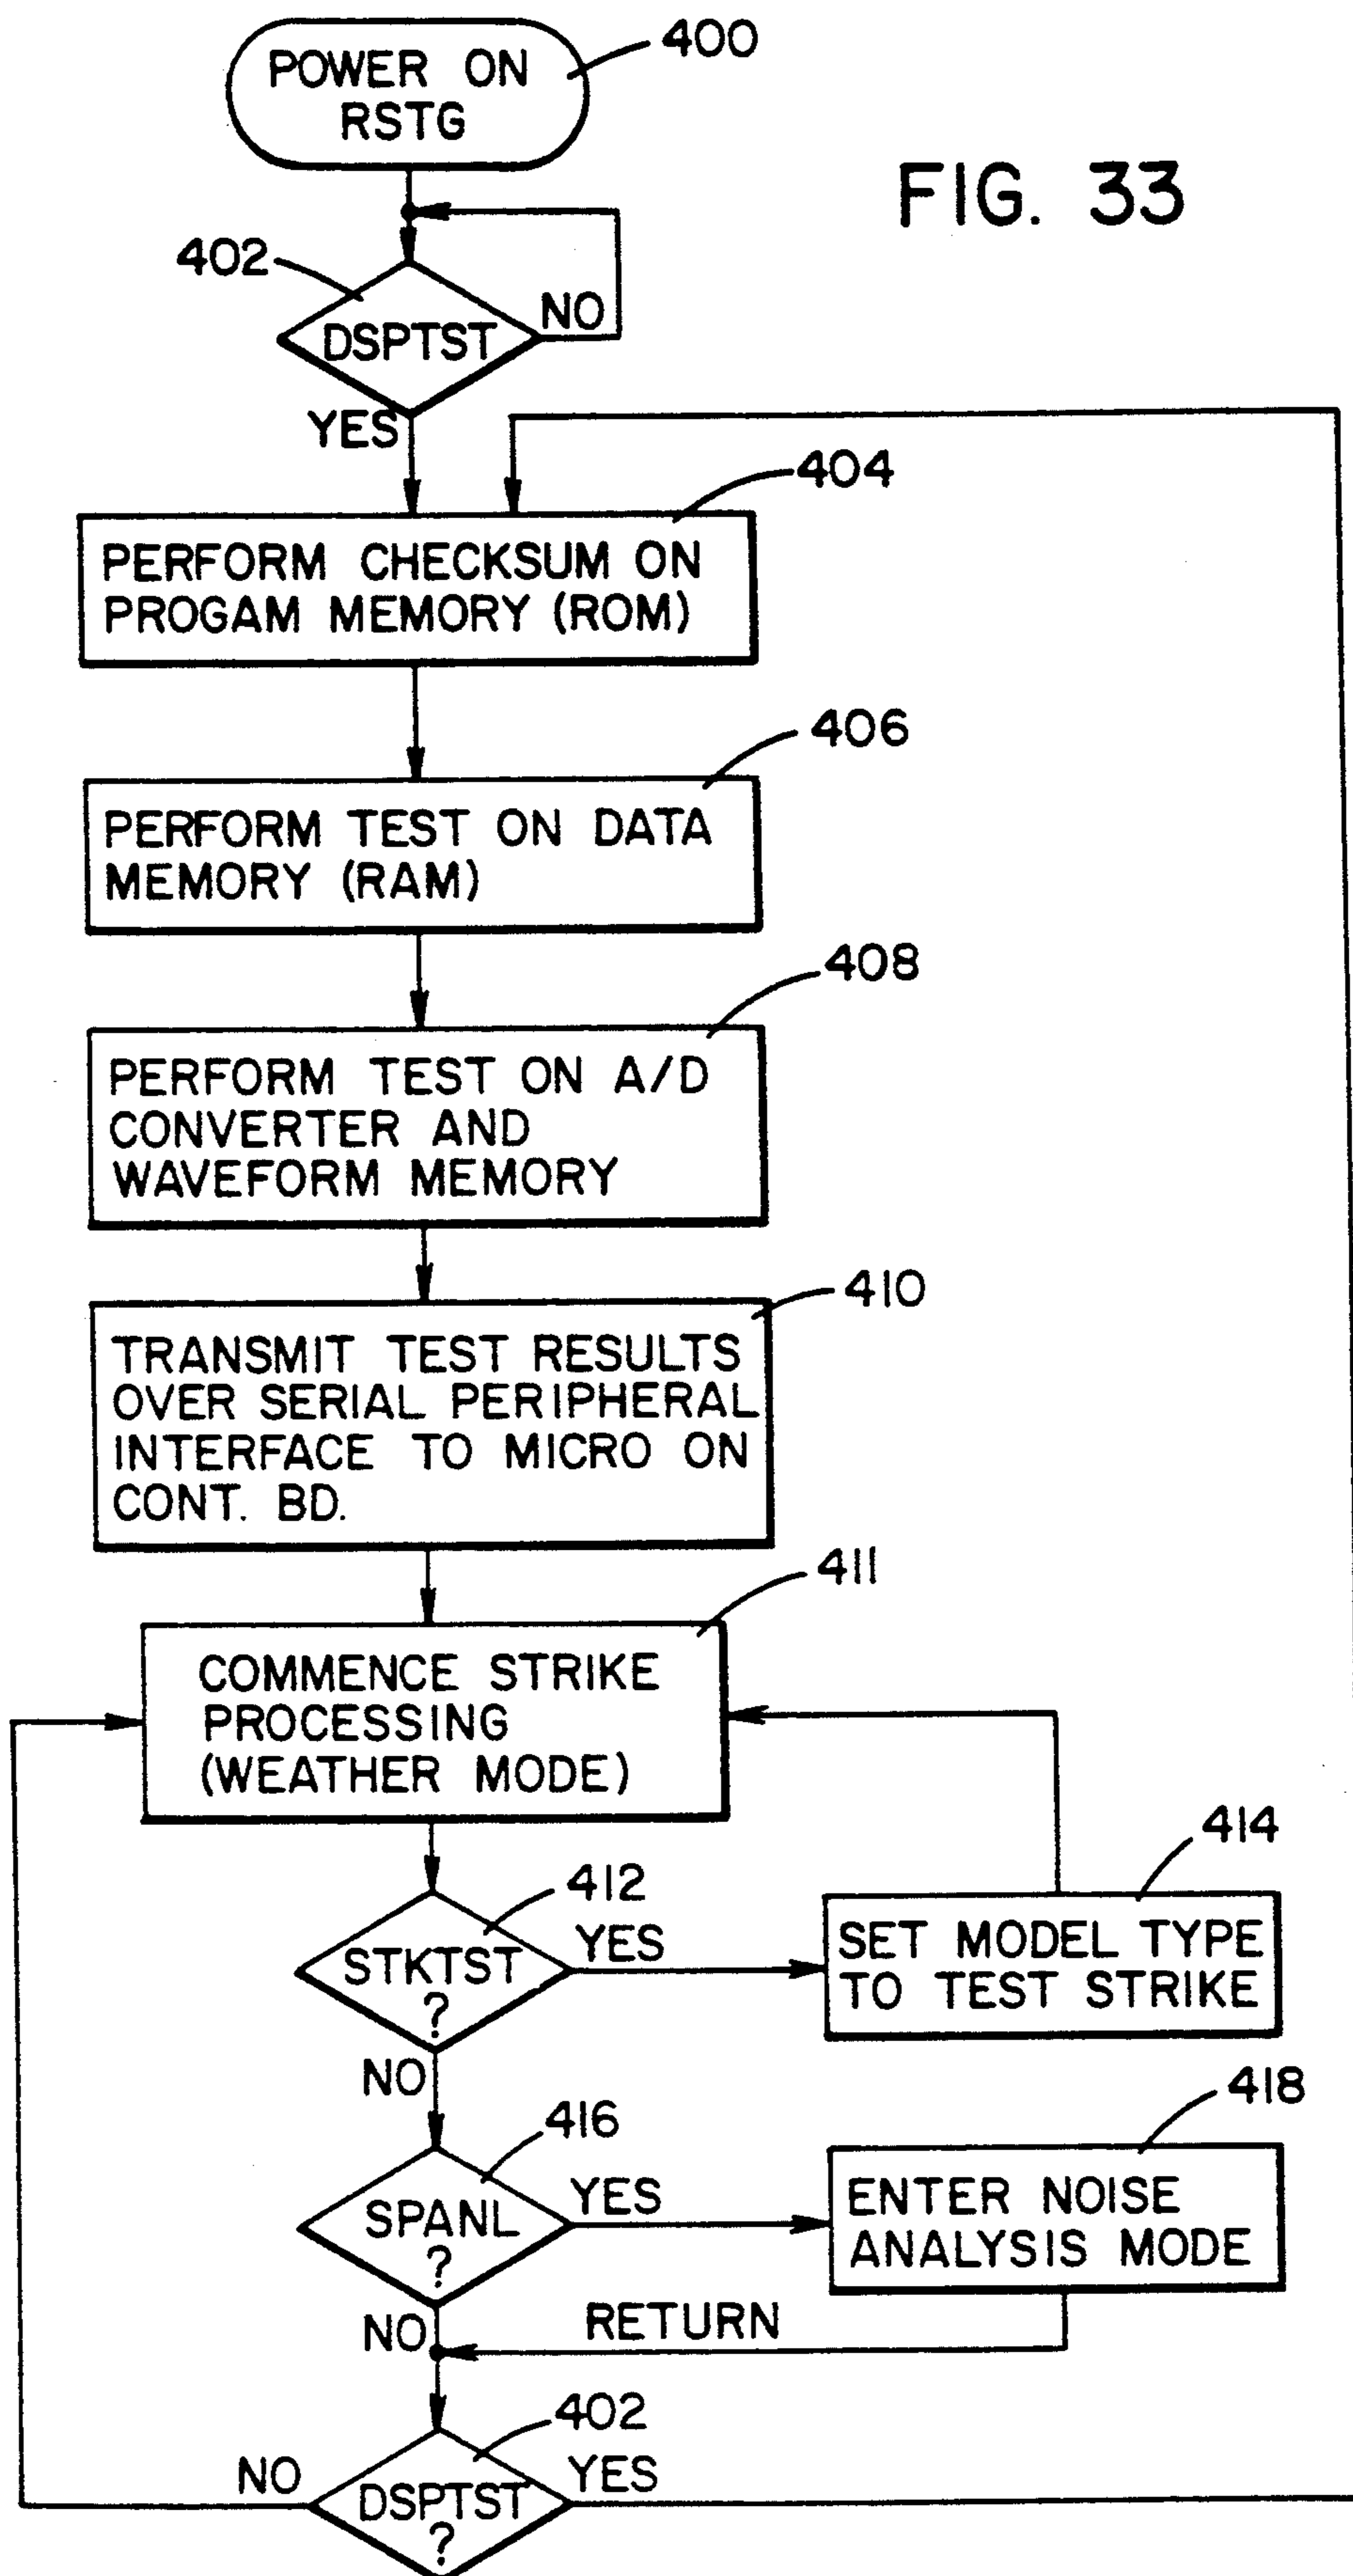 400
POWER ON
RSTG
FIG. 33
402
DSPTST
NO
YES
404
PERFORM CHECKSUM ON
PROGAM MEMORY (ROM)
406
PERFORM TEST ON DATA
MEMORY (RAM)
408
PERFORM TEST ON A/D
CONVERTER AND
WAVEFORM MEMORY
410
TRANSMIT TEST RESULTS
OVER SERIAL PERIPHERAL
INTERFACE TO MICRO ON
CONT. BD.
411
COMMENCE STRIKE
PROCESSING
(WEATHER MODE)
412
STKTST
?
YES
NO
414
SET MODEL TYPE
TO TEST STRIKE
416
SPANL
?
YES
NO
418
ENTER NOISE
ANALYSIS MODE
RETURN
402
DSPTST
?
NO
YES